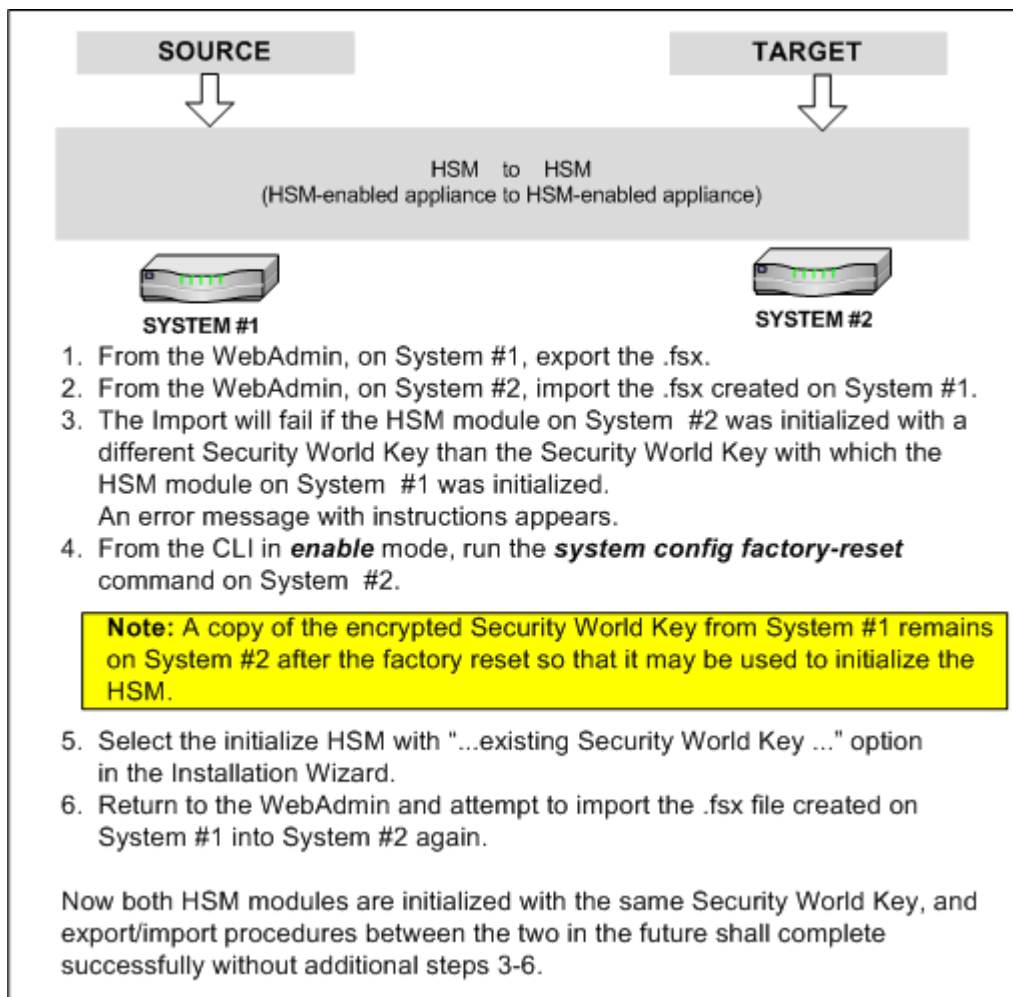 SOURCE
TARGET
HSM to HSM
(HSM-enabled appliance to HSM-enabled appliance)
SYSTEM #1
SYSTEM #2
1. From the WebAdmin, on System #1, export the .fsx.
2. From the WebAdmin, on System #2, import the .fsx created on System #1.
3. The Import will fail if the HSM module on System #2 was initialized with a
different Security World Key than the Security World Key with which the
HSM module on System #1 was initialized.
An error message with instructions appears.
4. From the CLI in enable mode, run the system config factory-reset
command on System #2.
Note: A copy of the encrypted Security World Key from System #1 remains
on System #2 after the factory reset so that it may be used to initialize the
HSM.
5. Select the initialize HSM with “...existing Security World Key ...” option
in the Installation Wizard.
6. Return to the WebAdmin and attempt to import the .fsx file created on
System #1 into System #2 again.
Now both HSM modules are initialized with the same Security World Key, and
export/import procedures between the two in the future shall complete
successfully without additional steps 3-6.